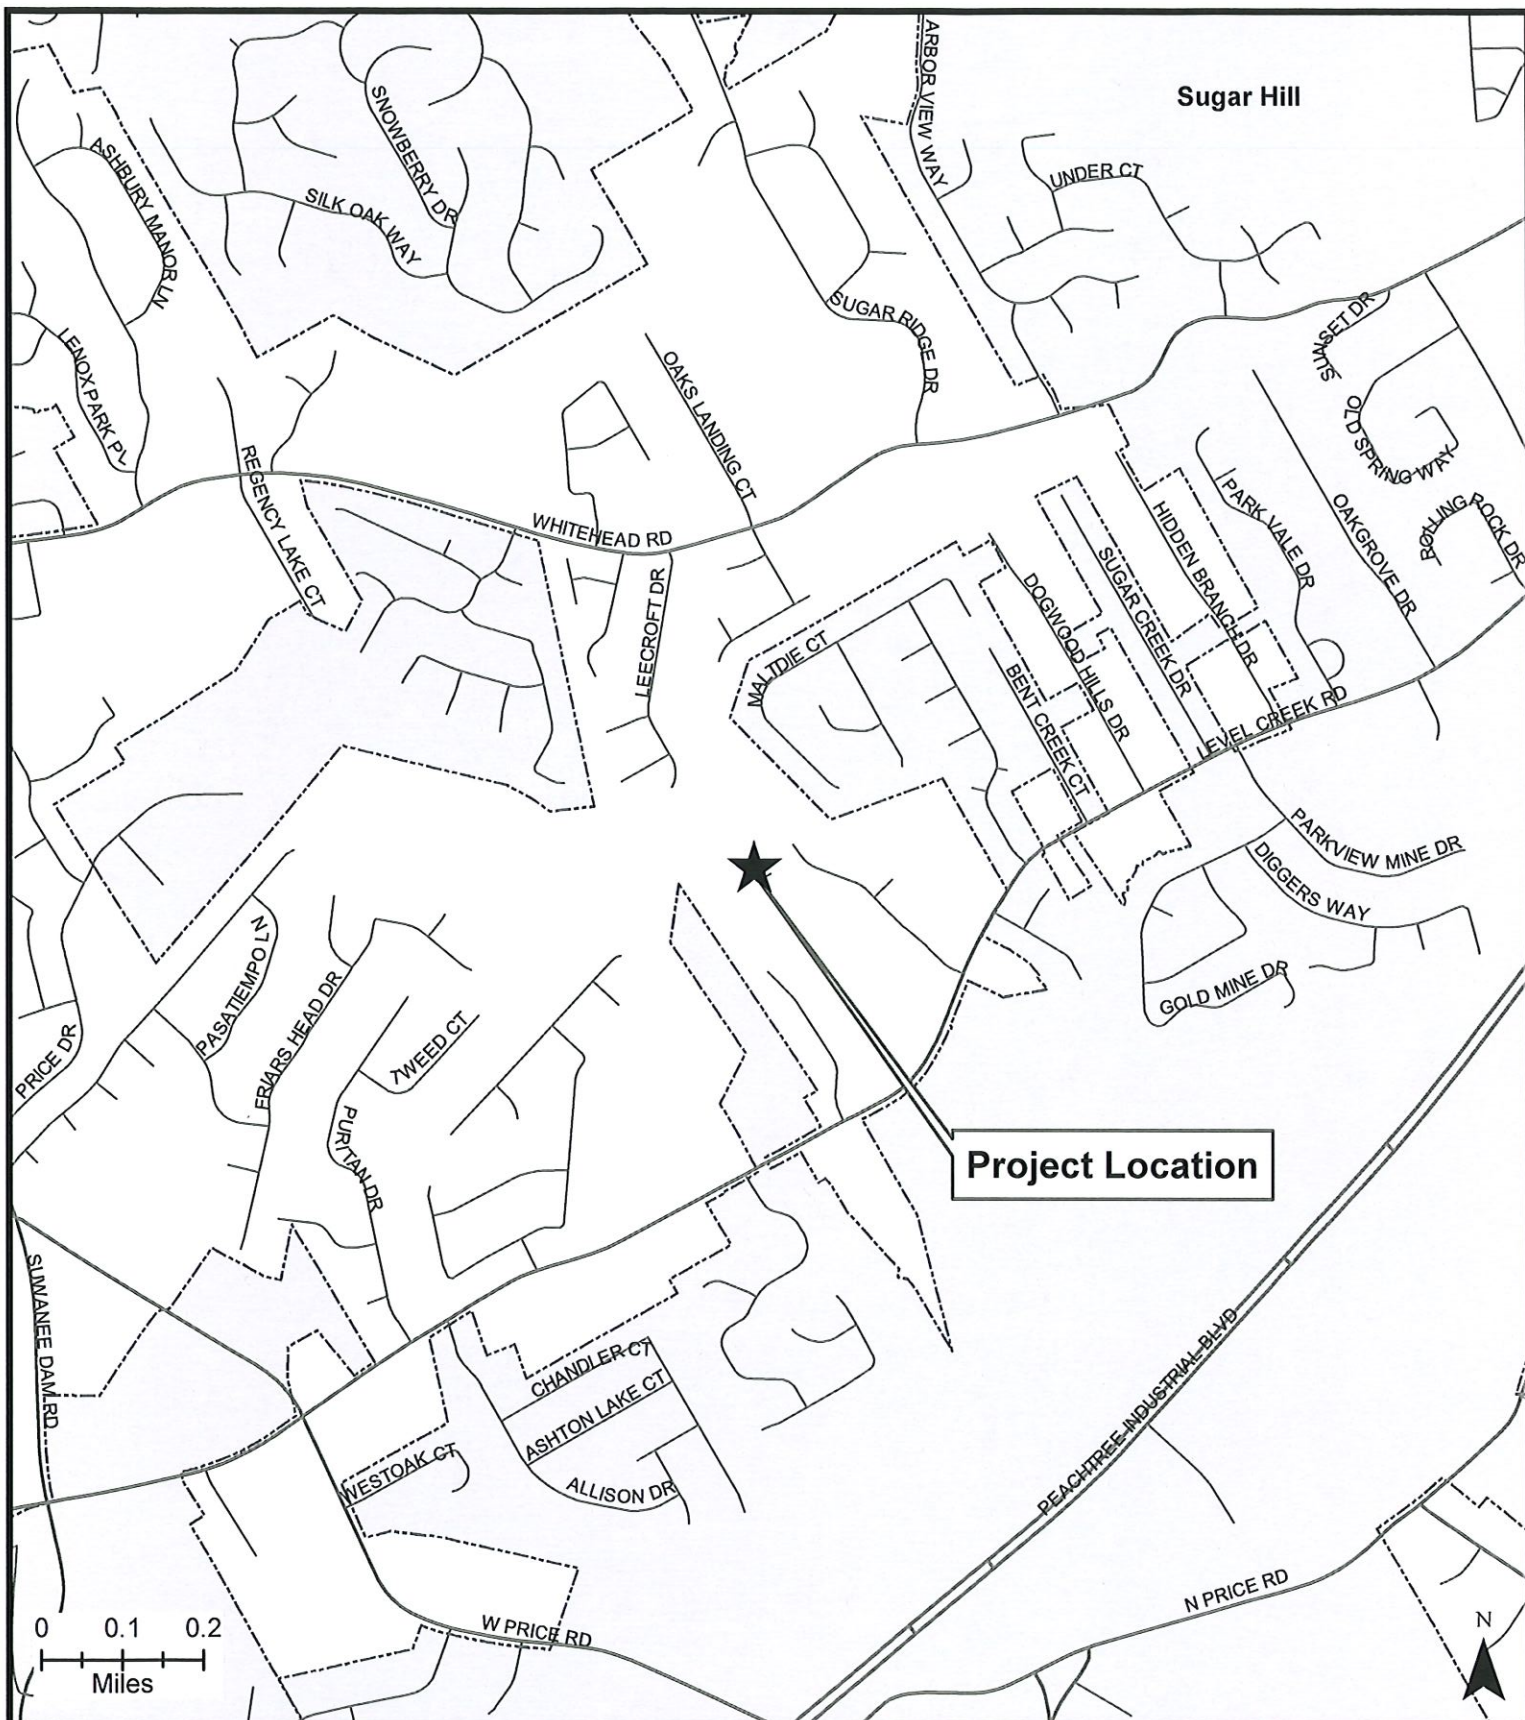 Sugar Hill
ARBOR VIEW WAY
SNOWBERRY DR
ASHBURY MANOR LN
UNDER CT
SILK OAK WAY
SUGAR RIDGE DR
SUNSET DR
LENOX PARK PL
OAKS LANDING CT
OLD SPRING WAY
REGENCY LAKE CT
WHITEHEAD RD
HIDDEN BRANCH DR
PARK VALE DR
OAKGROVE DR
ROLLING ROCK DR
LEECROFT DR
MALTDIE CT
DOGWOOD HILLS DR
SUGAR CREEK DR
BENT CREEK CT
LEVEL CREEK RD
PARKVIEW MINE DR
DIGGERS WAY
GOLD MINE DR
PASATIEMPO LN
FRIARS HEAD DR
PRICE DR
TWEED CT
PURITAN DR
Project Location
SUWANEE DAM RD
CHANDLER CT
ASHTON LAKE CT
WESTOAK CT
ALLISON DR
PEACHTREE INDUSTRIAL BLVD
N PRICE RD
W PRICE RD
0 0.1 0.2
Miles
N